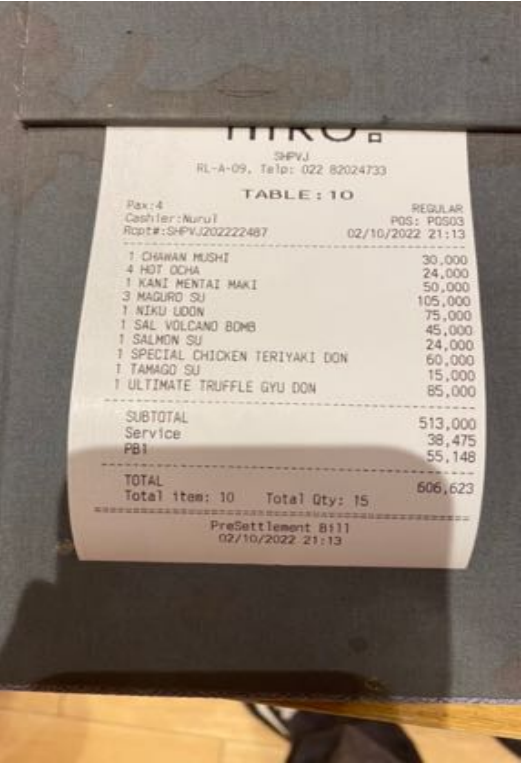 HIRO.
SHPVJ
RL-A-09, Telp: 022 82024733
TABLE: 10
Pax:4 REGULAR
Cashier:Nurul POS: POS03
Rcpt#:SHPVJ202222487 02/10/2022 21:13
1 CHAWAN MUSHI 30,000
4 HOT OCHA 24,000
1 KANI MENTAI MAKI 50,000
3 MAGURO SU 105,000
1 NIKU UDON 75,000
1 SAL VOLCANO BOMB 45,000
1 SALMON SU 24,000
1 SPECIAL CHICKEN TERIYAKI DON 60,000
1 TAMAGO SU 15,000
1 ULTIMATE TRUFFLE GYU DON 85,000
SUBTOTAL 513,000
Service 38,475
PB1 55,148
TOTAL 606,623
Total item: 10 Total Qty: 15
PreSettlement Bill
02/10/2022 21:13